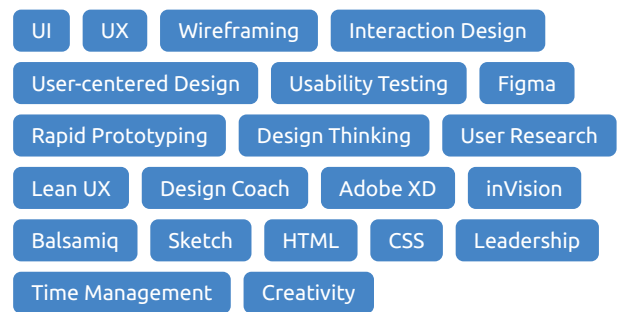 UI UX Wireframing Interaction Design
User-centered Design Usability Testing Figma
Rapid Prototyping Design Thinking User Research
Lean UX Design Coach Adobe XD inVision
Balsamiq Sketch HTML CSS Leadership
Time Management Creativity